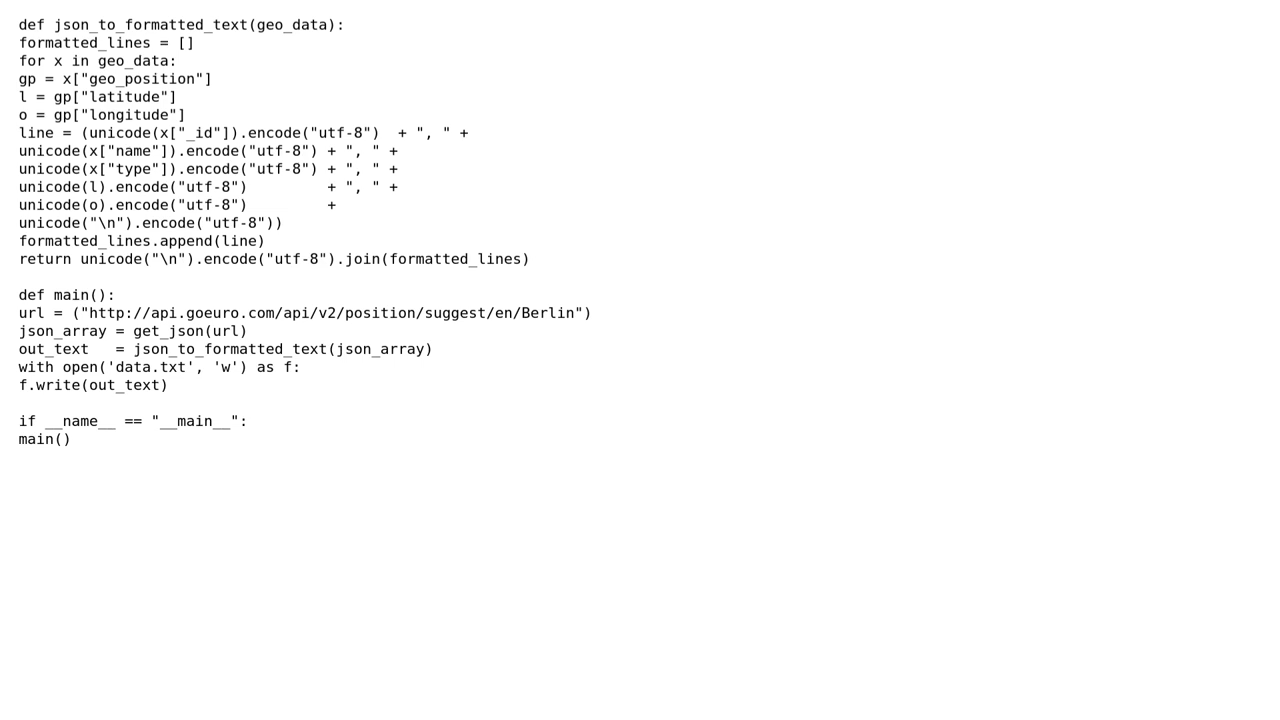 def json_to_formatted_text(geo_data):
formatted_lines = []
for x in geo_data:
gp = x["geo_position"]
l = gp["latitude"]
o = gp["longitude"]
line = (unicode(x["_id"]).encode("utf-8")  + ", " +
unicode(x["name"]).encode("utf-8") + ", " +
unicode(x["type"]).encode("utf-8") + ", " +
unicode(l).encode("utf-8")         + ", " +
unicode(o).encode("utf-8")         +
unicode("\n").encode("utf-8"))
formatted_lines.append(line)
return unicode("\n").encode("utf-8").join(formatted_lines)

def main():
url = ("http://api.goeuro.com/api/v2/position/suggest/en/Berlin")
json_array = get_json(url)
out_text   = json_to_formatted_text(json_array)
with open('data.txt', 'w') as f:
f.write(out_text)

if __name__ == "__main__":
main()